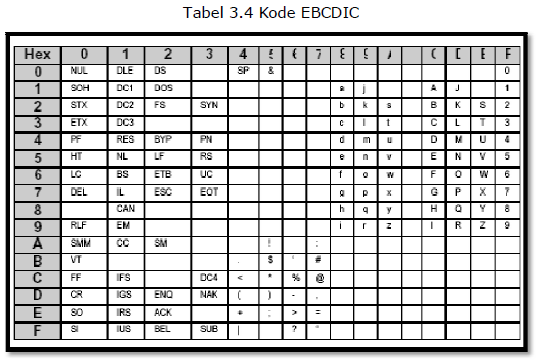 Tabel 3.4 Kode EBCDIC
Hex 0 1 2 3 4 5 6 7 8 9 A C D E F
0 NUL DLE DS SP & 0
1 SOH DC1 DOS a j A J 1
2 STX DC2 FS SYN b k s B K S 2
3 ETX DC3 c l t C L T 3
4 PF RES BYP PN d m u D M U 4
5 HT NL LF RS e n v E N V 5
6 LC BS ETB UC f o w F O W 6
7 DEL IL ESC EOT g p x G P X 7
8 CAN h q y H Q Y 8
9 RLF EM i r z I R Z 9
A SMM CC SM ! :
B VT . $ ' #
C FF IFS DC4 < * % @
D CR IGS ENQ NAK ( ) - .
E SO IRS ACK + ; > =
F SI IUS BEL SUB | ? "